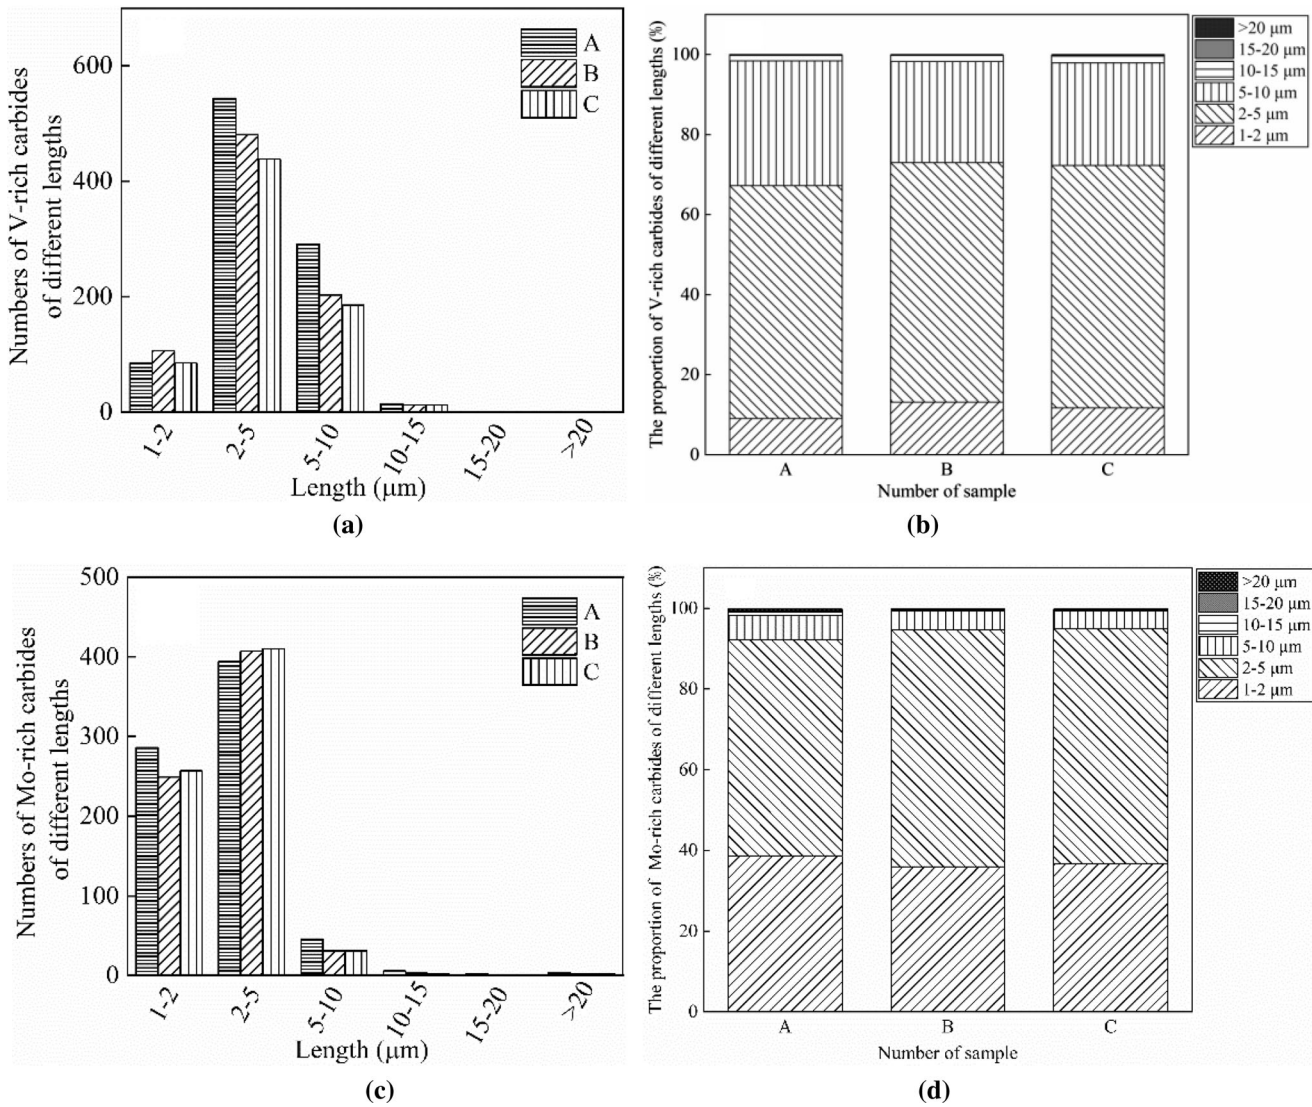 Numbers of V-rich carbides
of different lengths
600
400
200
0
A
B
C
1-2
2-5
5-10
10-15
15-20
>20
Length (μm)
(a)
The proportion of V-rich carbides of different lengths (%)
100
80
60
40
20
0
>20 μm
15-20 μm
10-15 μm
5-10 μm
2-5 μm
1-2 μm
A
B
C
Number of sample
(b)
Numbers of Mo-rich carbides
of different lengths
500
400
300
200
100
0
A
B
C
1-2
2-5
5-10
10-15
15-20
>20
Length (μm)
(c)
The proportion of Mo-rich carbides of different lengths (%)
100
80
60
40
20
0
>20 μm
15-20 μm
10-15 μm
5-10 μm
2-5 μm
1-2 μm
A
B
C
Number of sample
(d)